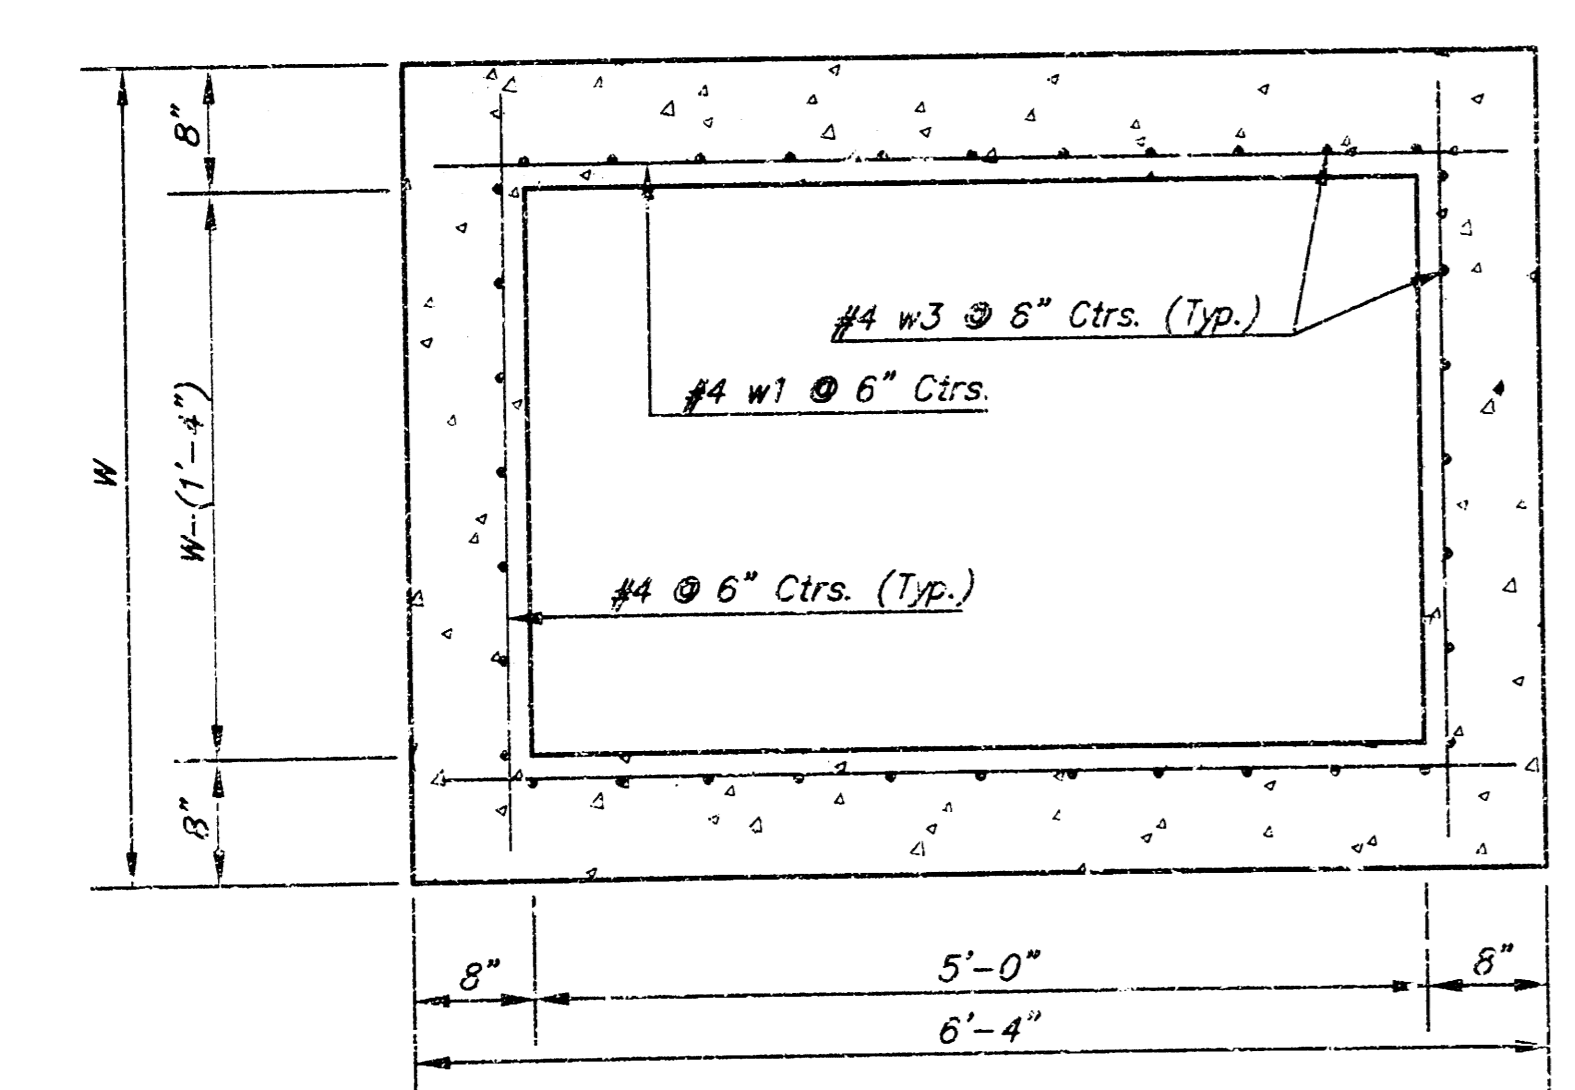 8"
W
W-(1'-4")
8"
#4 w3 @ 6" Ctrs. (Typ.)
#4 w1 @ 6" Ctrs.
#4 @ 6" Ctrs. (Typ.)
8"
5'-0"
8"
6'-4"